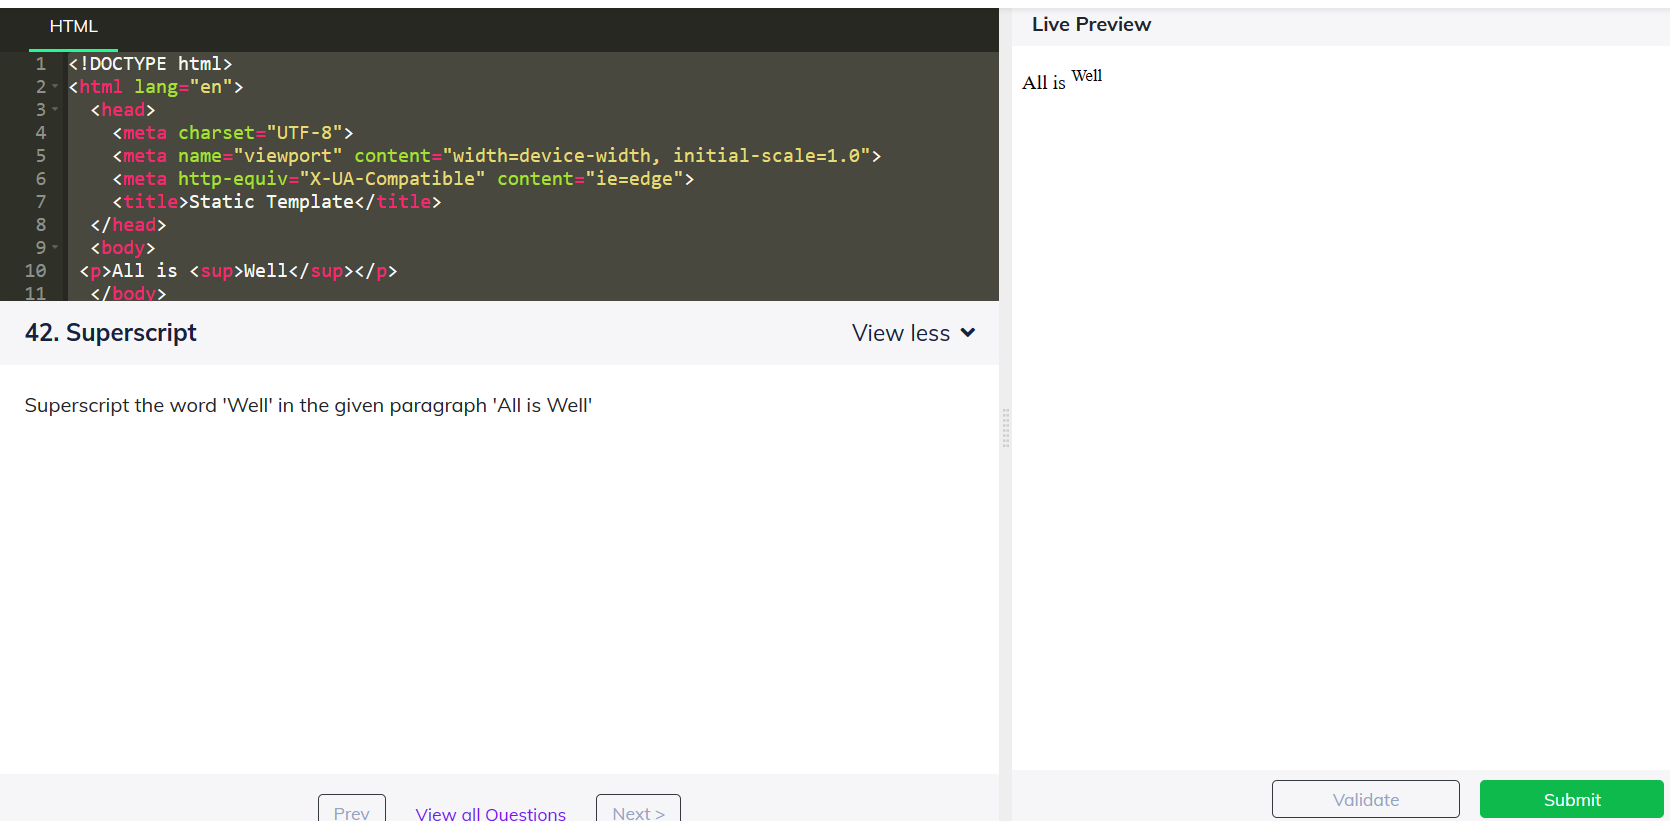 HTML
1 <!DOCTYPE html>
2 <html lang="en">
3 <head>
4 <meta charset="UTF-8">
5 <meta name="viewport" content="width=device-width, initial-scale=1.0">
6 <meta http-equiv="X-UA-Compatible" content="ie=edge">
7 <title>Static Template</title>
8 </head>
9 <body>
10 <p>All is <sup>Well</sup></p>
11 </body>
42. Superscript
View less
Superscript the word 'Well' in the given paragraph 'All is Well'
Prev
View all Questions
Next >
Live Preview
All is Well
Validate
Submit